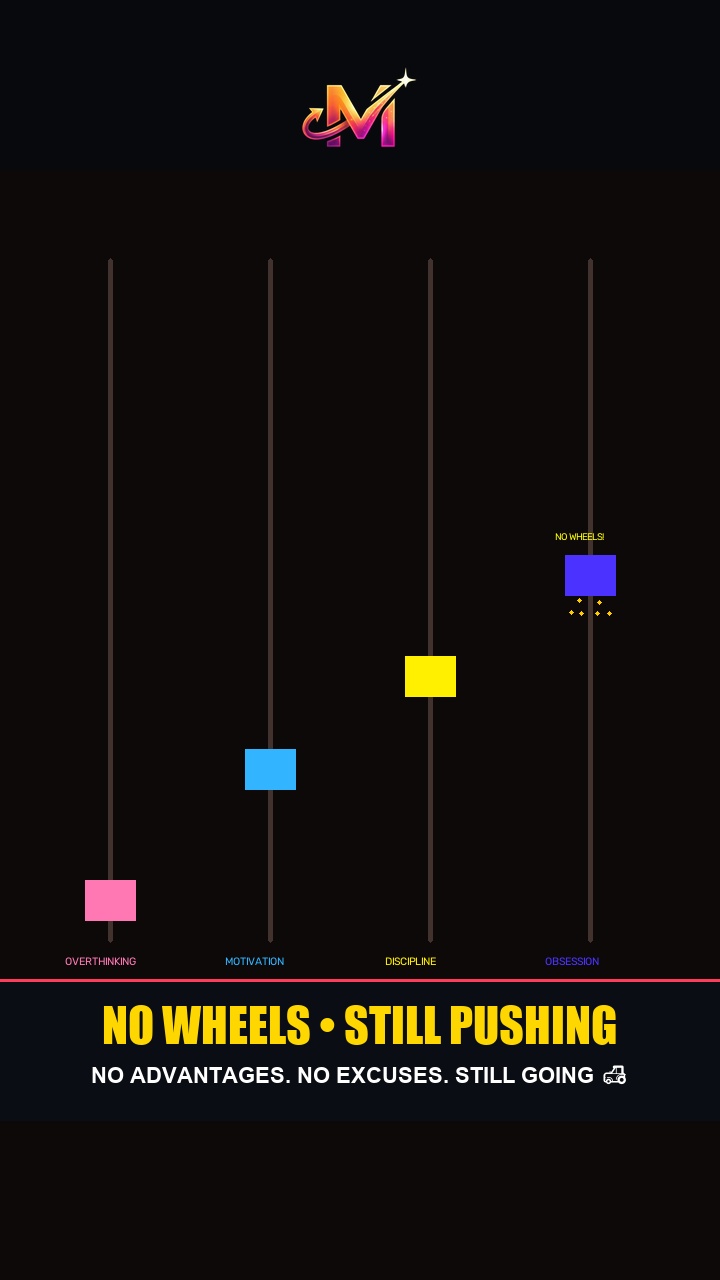 M
NO WHEELS!
OVERTHINKING MOTIVATION DISCIPLINE OBSESSION
NO WHEELS • STILL PUSHING
NO ADVANTAGES. NO EXCUSES. STILL GOING 🚜